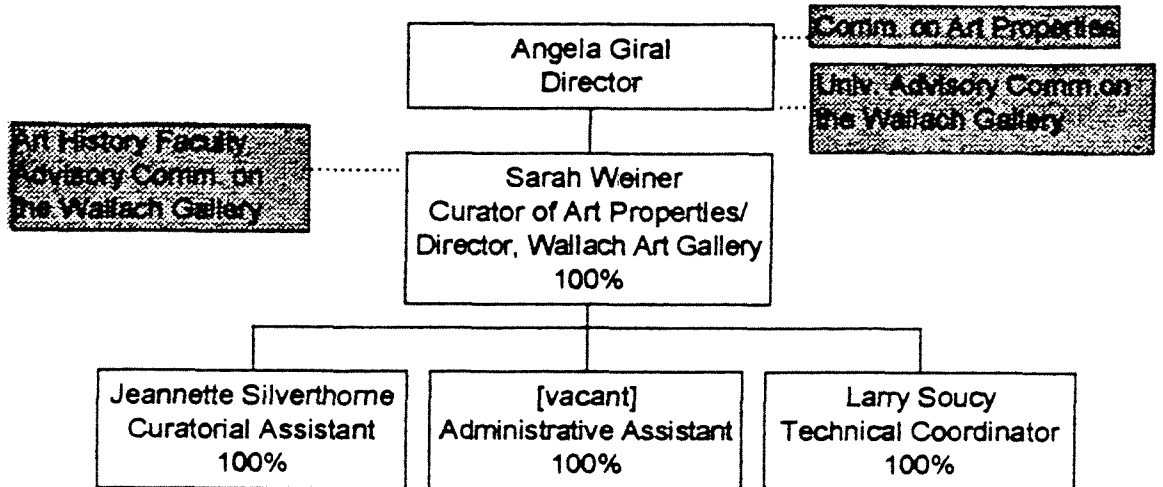 Angela Giral
Director
Comm. on Art Properties
Univ. Advisory Comm.on
the Wallach Gallery
Art History Faculty
Advisory Comm. on
the Wallach Gallery
Sarah Weiner
Curator of Art Properties/
Director, Wallach Art Gallery
100%
Jeannette Silverthorne
Curatorial Assistant
100%
[vacant]
Administrative Assistant
100%
Larry Soucy
Technical Coordinator
100%